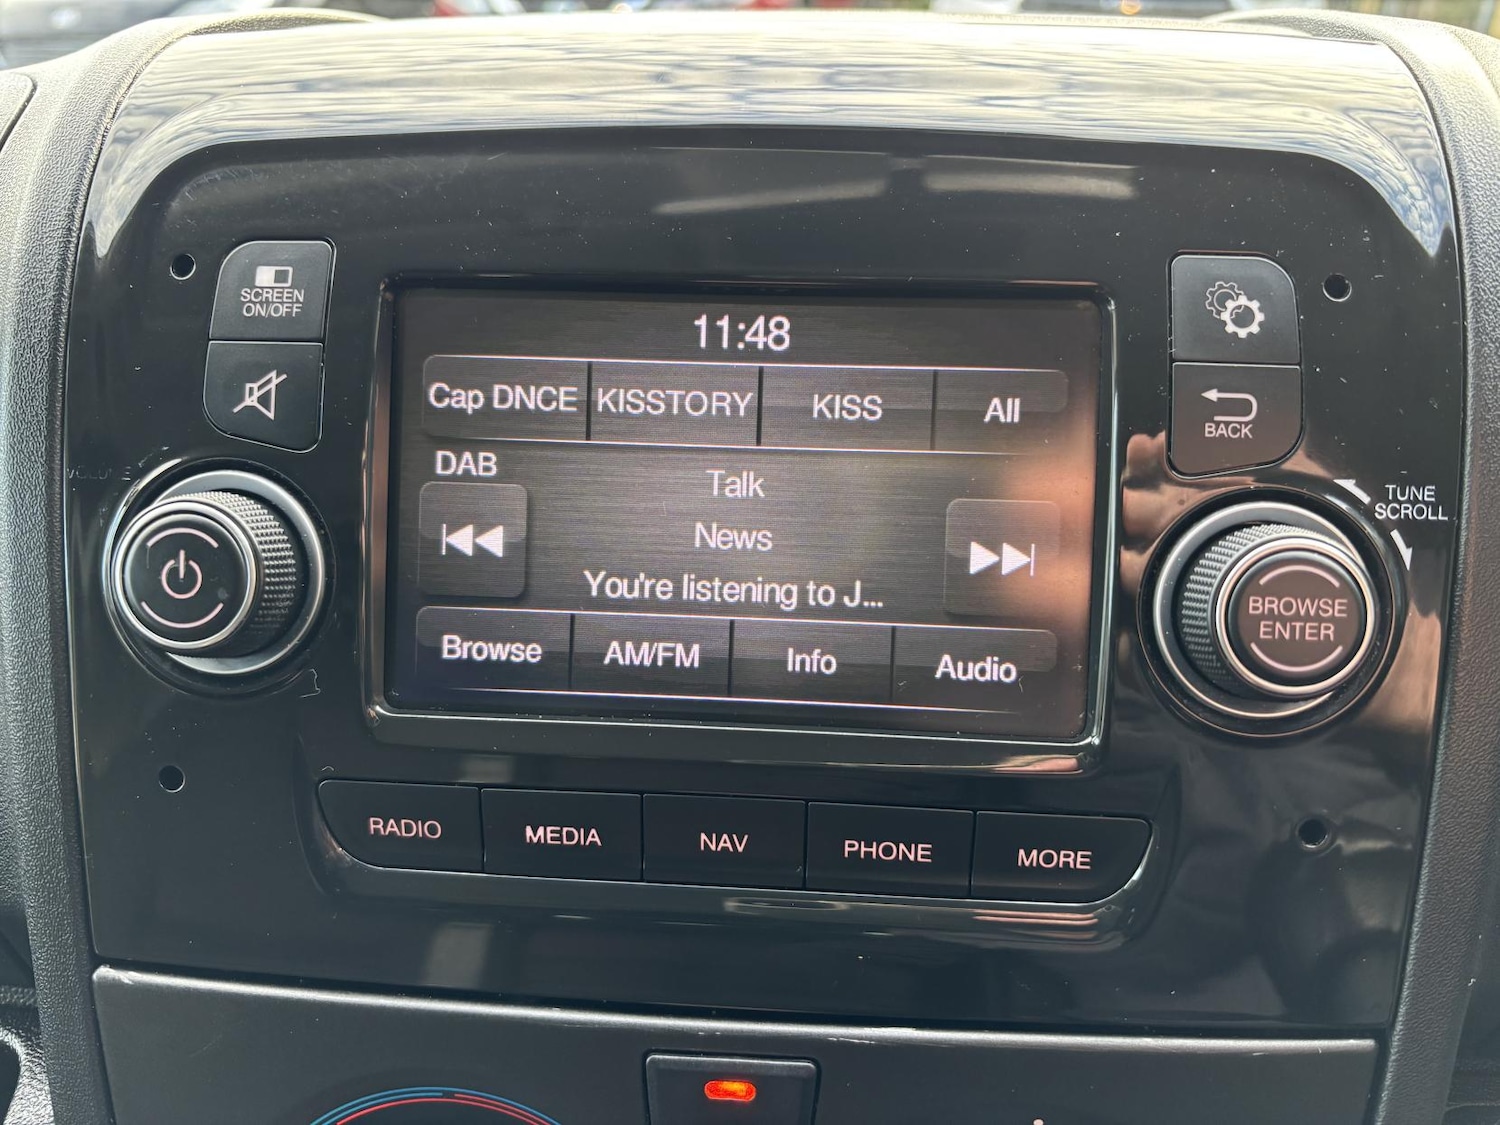 SCREEN
ON/OFF
11:48
Cap DNCE KISSTORY KISS All
BACK
DAB
Talk
News
You're listening to J...
TUNE
SCROLL
BROWSE
ENTER
Browse AM/FM Info Audio
RADIO MEDIA NAV PHONE MORE